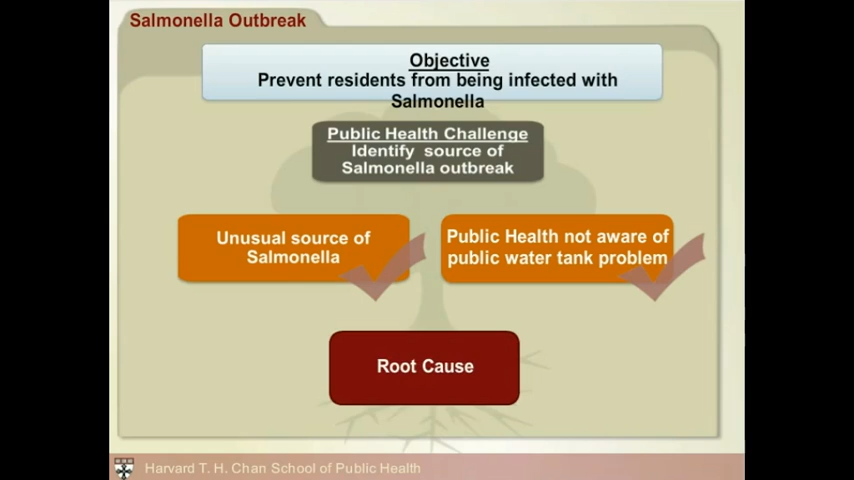 Salmonella Outbreak
Objective
Prevent residents from being infected with
Salmonella
Public Health Challenge
Identify source of
Salmonella outbreak
Unusual source of
Salmonella
Public Health not aware of
public water tank problem
Root Cause
Harvard T. H. Chan School of Public Health